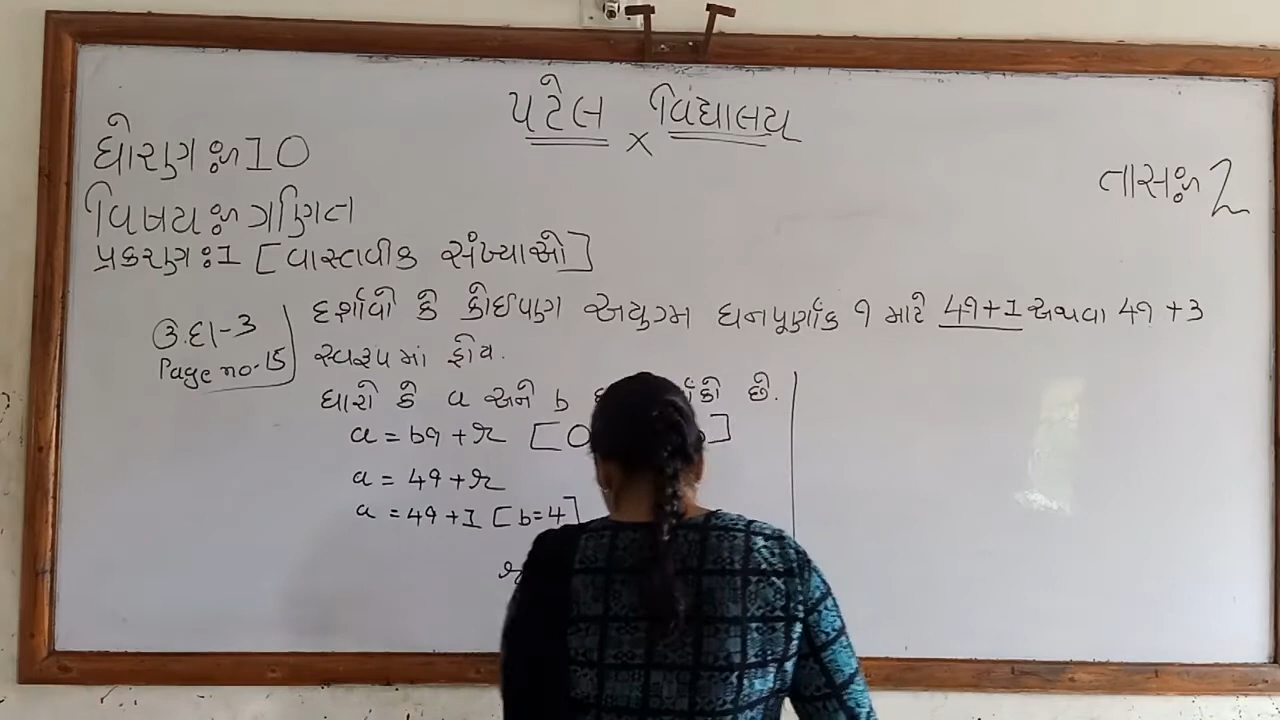 પટેલ × વિદ્યાલય
ધોરણ ઃ 10
તાસ ઃ 2
વિષય ઃ ગણિત
પ્રકરણ : 1 [વાસ્તવીક સંખ્યાઓ]
ઉ.દા-3
Page no-15
દર્શાવો કે કોઈપણ અયુગ્મ ધનપૂર્ણાંક q માટે 4q+1 અથવા 4q+3
સ્વરૂપમાં હોય.
ધારો કે a અને b છે.
a = bq + r [0
a = 4q + r
a = 4q + 1 [b=4]
r